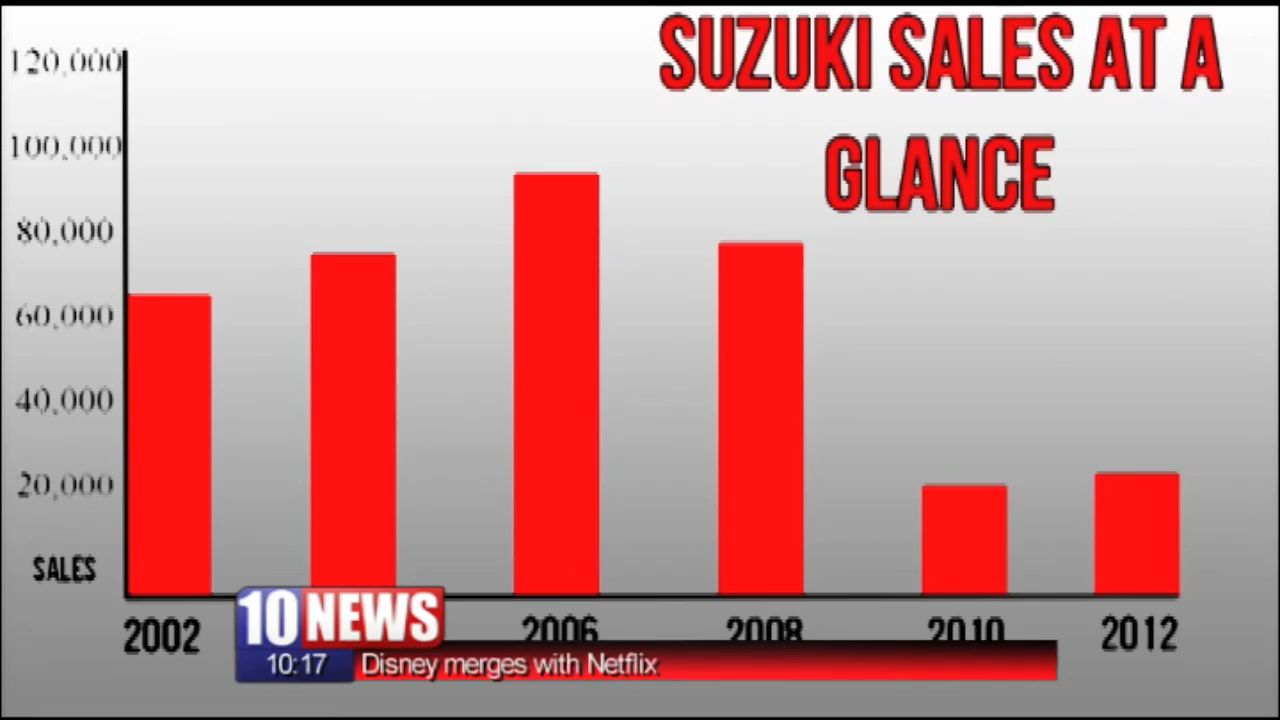 SUZUKI SALES AT A
GLANCE
120,000
100,000
80,000
60,000
40,000
20,000
SALES
2002
2006
2008
2010
2012
10 NEWS
10:17
Disney merges with Netflix